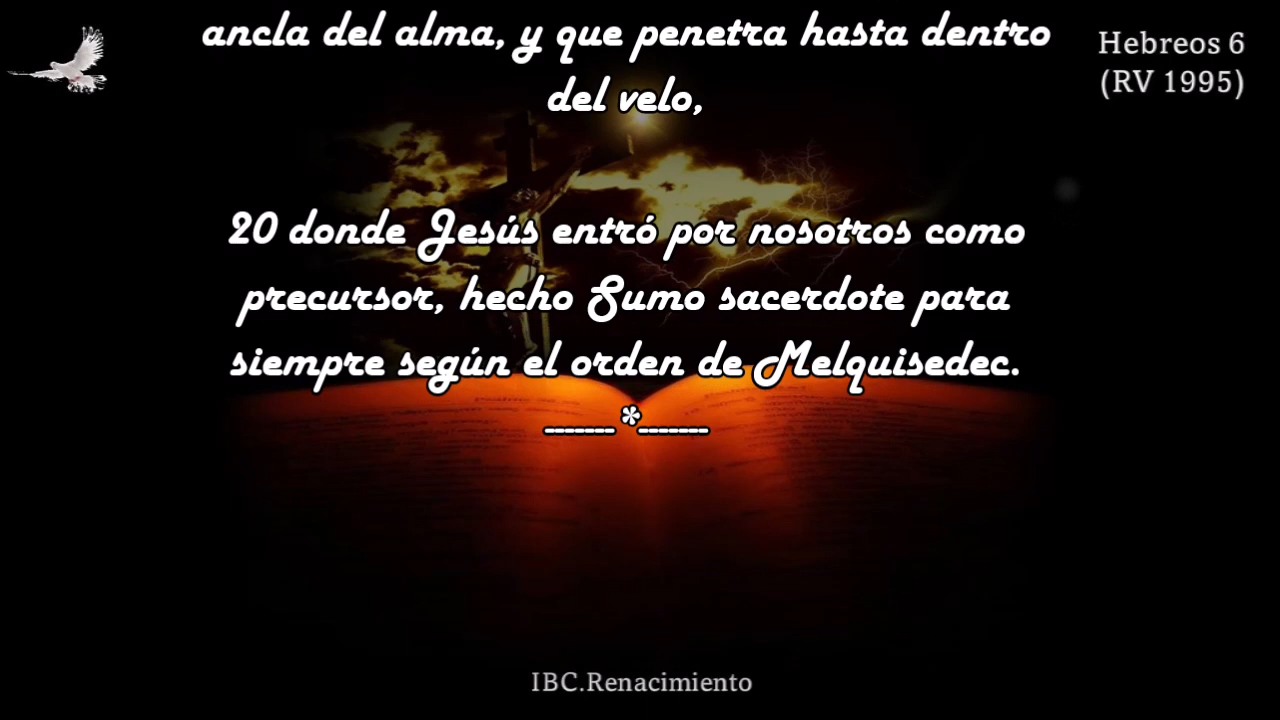 ancla del alma, y que penetra hasta dentro
del velo,
Hebreos 6
(RV 1995)
20 donde Jesús entró por nosotros como
precursor, hecho Sumo sacerdote para
siempre según el orden de Melquisedec.
-------*-------
IBC.Renacimiento